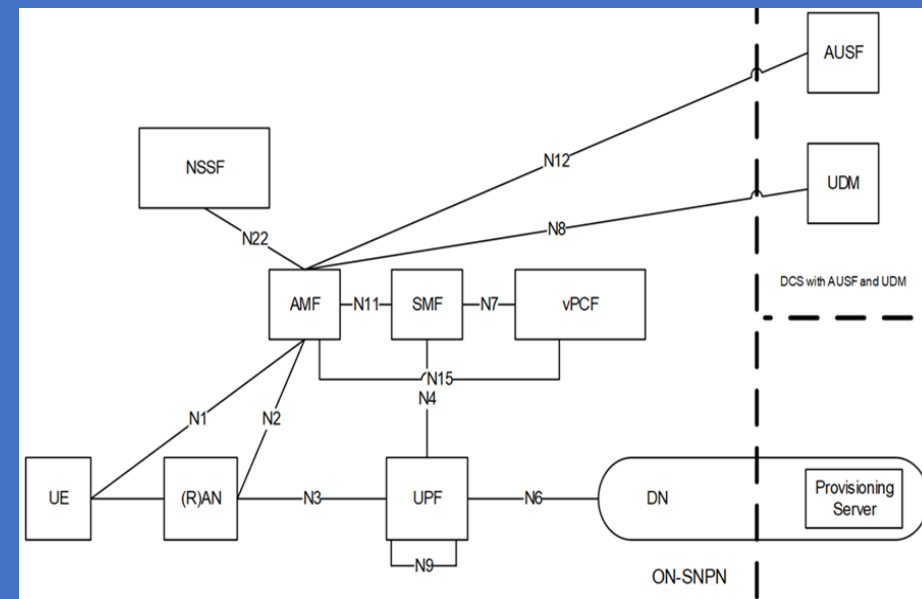 AUSF
NSSF
N12
UDM
N8
N22
DCS with AUSF and UDM
AMF
N11
SMF
N7
vPCF
N15
N4
N1
N2
UE
(R)AN
N3
UPF
N6
DN
Provisioning
Server
N9
ON-SNPN